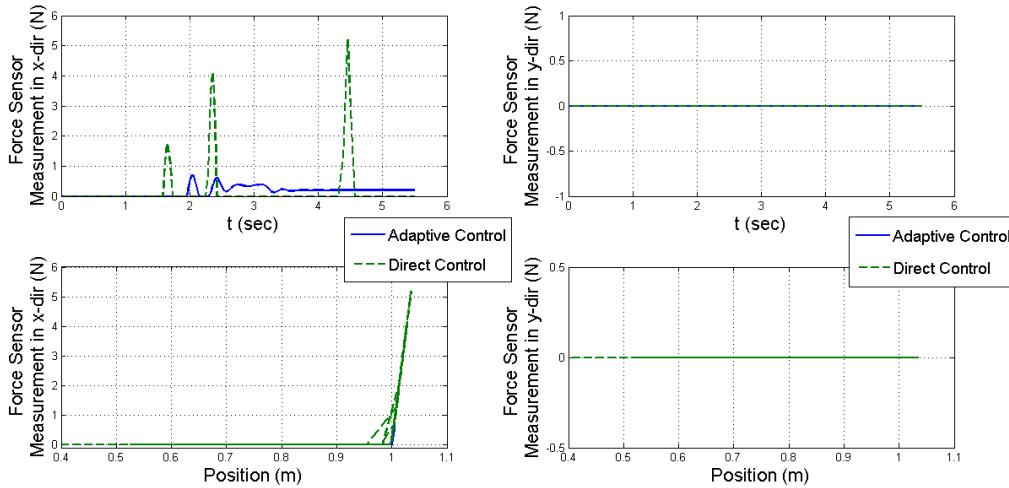 Force Sensor
Measurement in x-dir (N)
6
5
4
3
2
1
0
0 1 2 3 4 5 6
t (sec)
Force Sensor
Measurement in y-dir (N)
1
0.5
0
-0.5
-1
0 1 2 3 4 5 6
t (sec)
Adaptive Control
Direct Control
Adaptive Control
Direct Control
Force Sensor
Measurement in x-dir (N)
6
5
4
3
2
1
0
0.4 0.5 0.6 0.7 0.8 0.9 1 1.1
Position (m)
Force Sensor
Measurement in y-dir (N)
0.5
0
-0.5
0.4 0.5 0.6 0.7 0.8 0.9 1 1.1
Position (m)